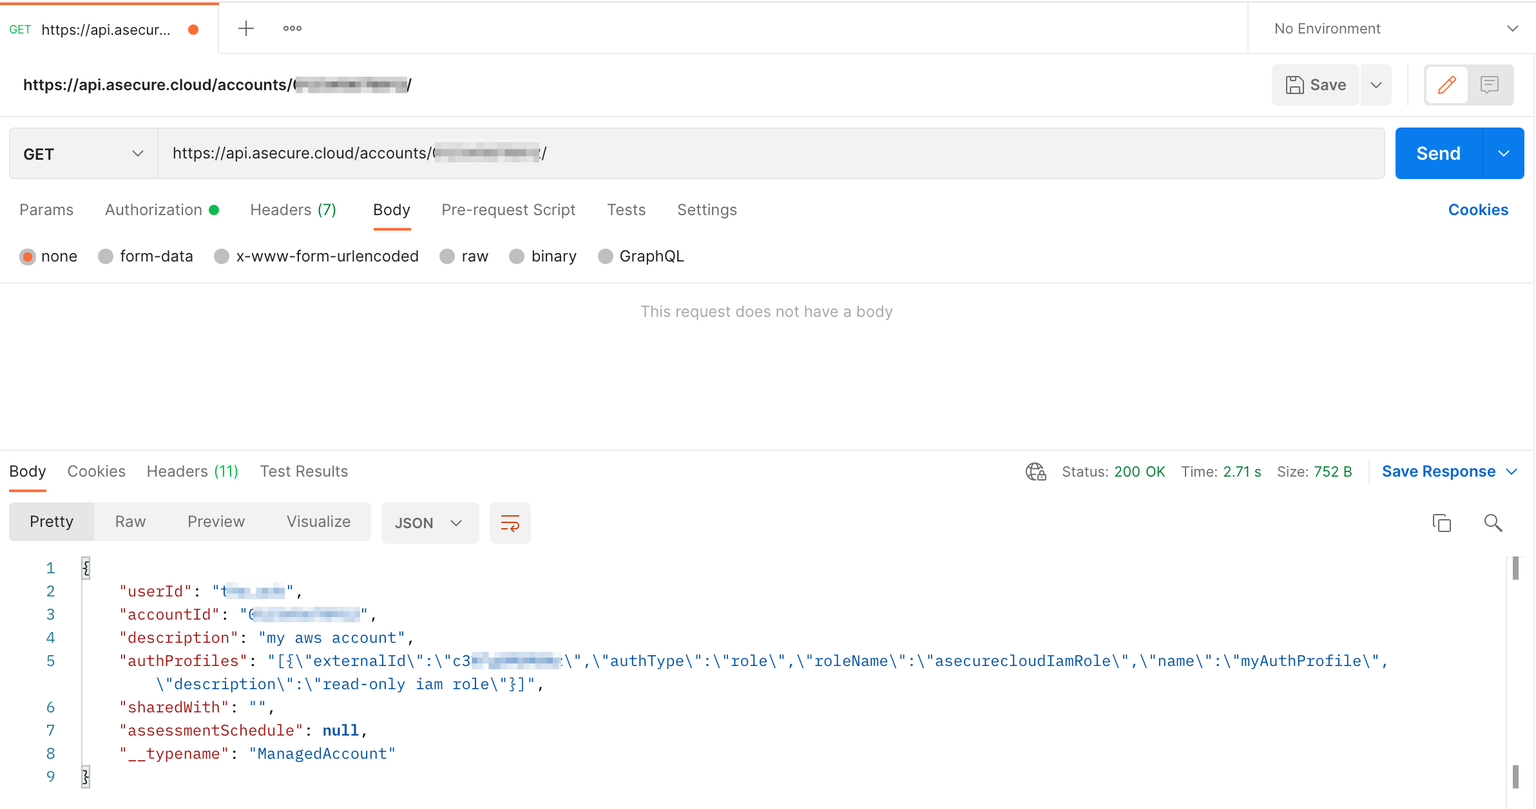 GET https://api.asecur...
No Environment
https://api.asecure.cloud/accounts/ /
Save
GET https://api.asecure.cloud/accounts/ /
Send
Params Authorization Headers (7) Body Pre-request Script Tests Settings Cookies
none form-data x-www-form-urlencoded raw binary GraphQL
This request does not have a body
Body Cookies Headers (11) Test Results Status: 200 OK Time: 2.71 s Size: 752 B Save Response
Pretty Raw Preview Visualize JSON
1 {
2 "userId": " ",
3 "accountId": " ",
4 "description": "my aws account",
5 "authProfiles": "[{\"externalId\":\"c3 \",\"authType\":\"role\",\"roleName\":\"asecurecloudIamRole\",\"name\":\"myAuthProfile\",
\"description\":\"read-only iam role\"}]",
6 "sharedWith": "",
7 "assessmentSchedule": null,
8 "__typename": "ManagedAccount"
9 }